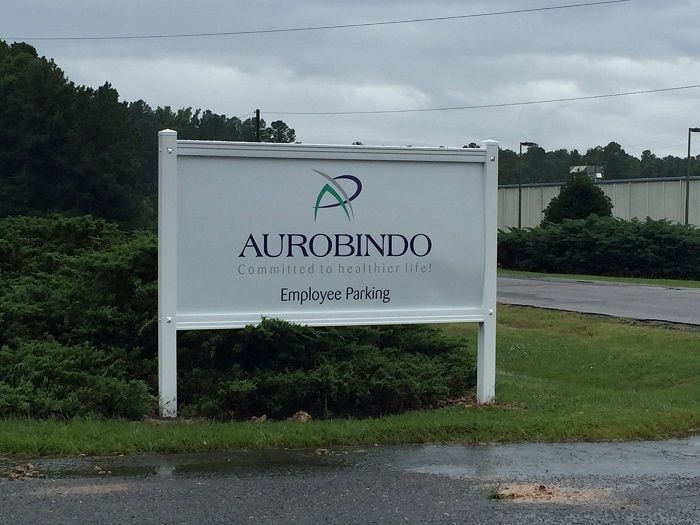 AUROBINDO
Committed to healthier life!
Employee Parking